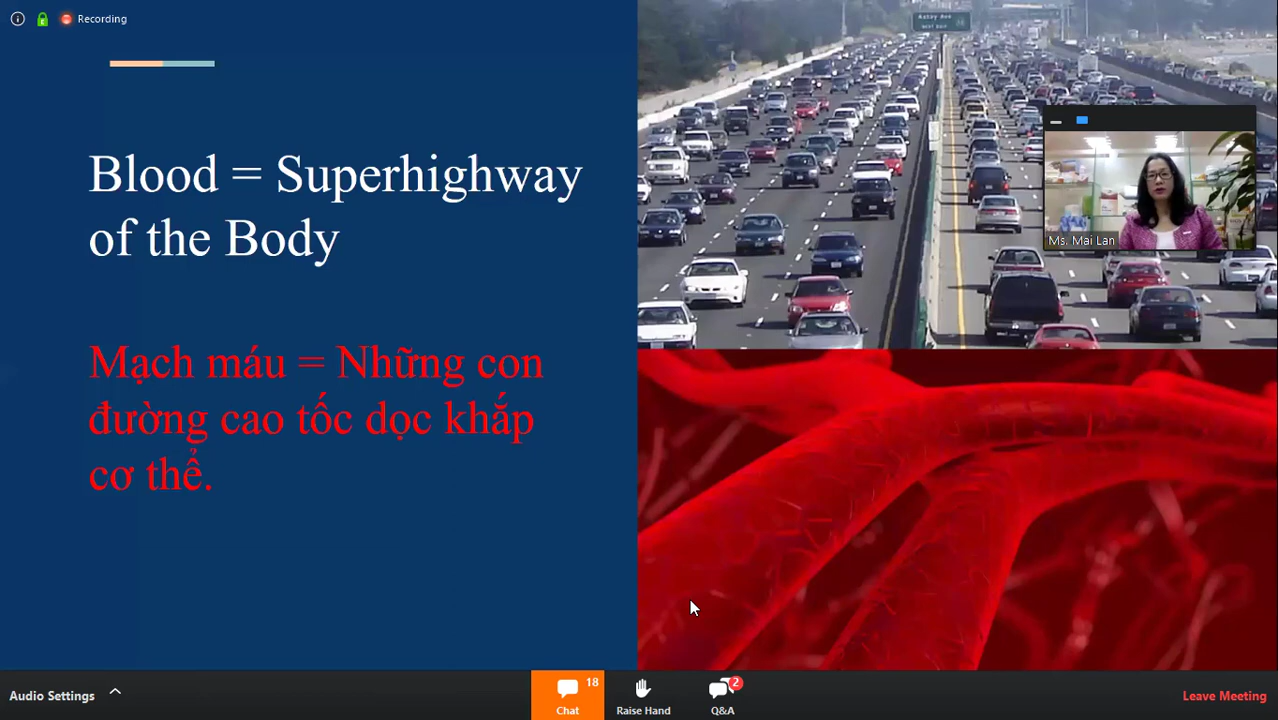 Recording
Blood = Superhighway
of the Body
Mạch máu = Những con
đường cao tốc dọc khắp
cơ thể.
Ms. Mai Lan
Audio Settings
18
Chat
Raise Hand
2
Q&A
Leave Meeting